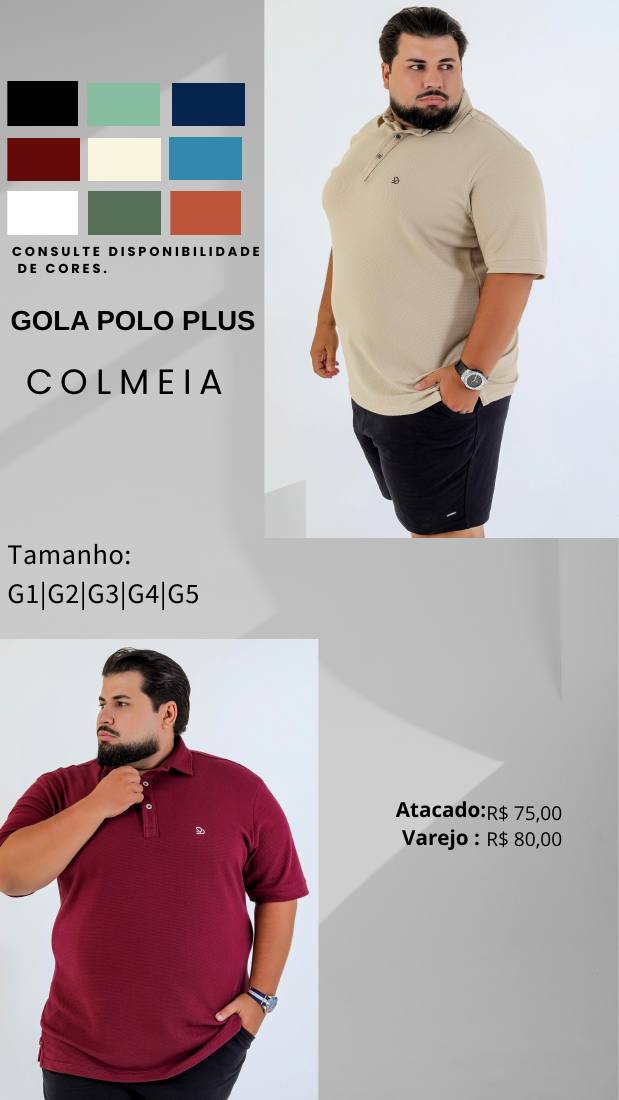 CONSULTE DISPONIBILIDADE
DE CORES.
GOLA POLO PLUS
COLMEIA
Tamanho:
G1|G2|G3|G4|G5
Atacado:R$ 75,00
Varejo : R$ 80,00